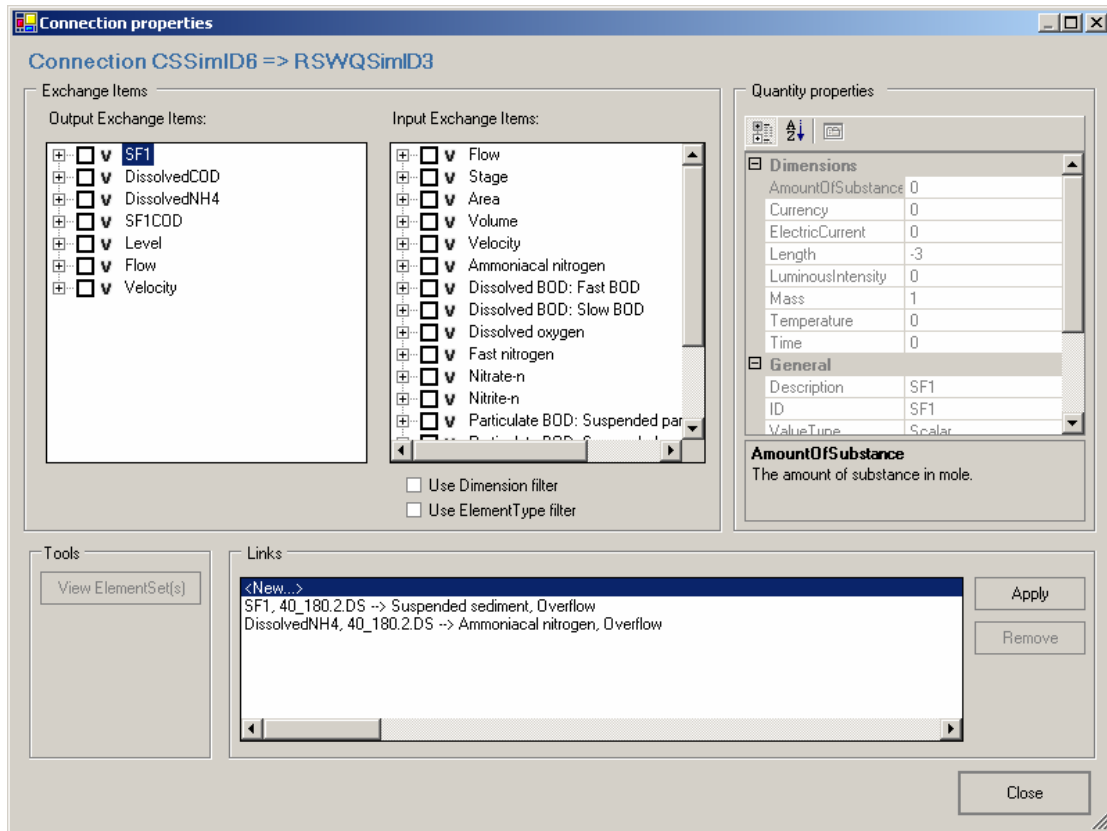 Connection properties
Connection CSSimID6 => RSWQSimID3
Exchange Items
Output Exchange Items:
SF1
DissolvedCOD
DissolvedNH4
SF1COD
Level
Flow
Velocity
Input Exchange Items:
Flow
Stage
Area
Volume
Velocity
Ammoniacal nitrogen
Dissolved BOD: Fast BOD
Dissolved BOD: Slow BOD
Dissolved oxygen
Fast nitrogen
Nitrate-n
Nitrite-n
Particulate BOD: Suspended par
Use Dimension filter
Use ElementType filter
Quantity properties
Dimensions
AmountOfSubstance 0
Currency 0
ElectricCurrent 0
Length -3
LuminousIntensity 0
Mass 1
Temperature 0
Time 0
General
Description SF1
ID SF1
ValueType Scalar
AmountOfSubstance
The amount of substance in mole.
Tools
View ElementSet(s)
Links
<New...>
SF1, 40_180.2.DS --> Suspended sediment, Overflow
DissolvedNH4, 40_180.2.DS --> Ammoniacal nitrogen, Overflow
Apply
Remove
Close